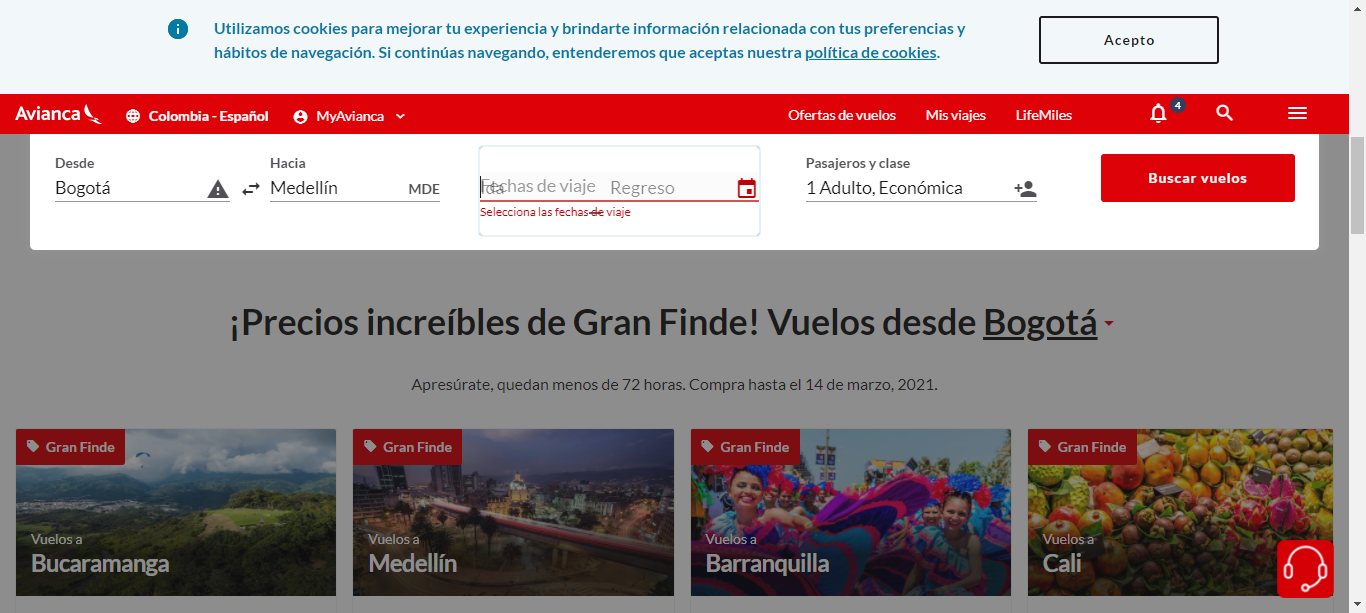 Utilizamos cookies para mejorar tu experiencia y brindarte información relacionada con tus preferencias y
hábitos de navegación. Si continúas navegando, entenderemos que aceptas nuestra política de cookies.
Acepto
Avianca
Colombia - Español
MyAvianca
Ofertas de vuelos
Mis viajes
LifeMiles
4
Desde
Bogotá
Hacia
Medellín
MDE
Fechas de viaje
Ida
Regreso
Selecciona las fechas de viaje
Pasajeros y clase
1 Adulto, Económica
Buscar vuelos
¡Precios increíbles de Gran Finde! Vuelos desde Bogotá
Apresúrate, quedan menos de 72 horas. Compra hasta el 14 de marzo, 2021.
Gran Finde
Vuelos a
Bucaramanga
Gran Finde
Vuelos a
Medellín
Gran Finde
Vuelos a
Barranquilla
Gran Finde
Vuelos a
Cali